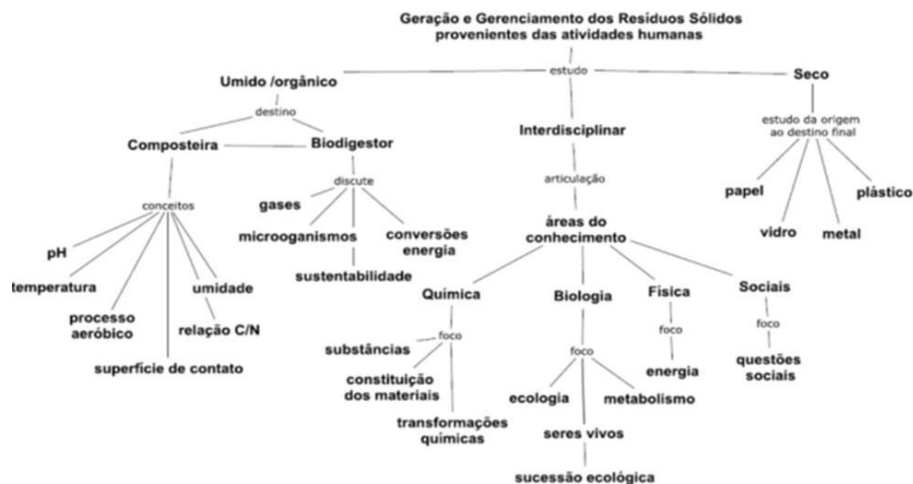 Geração e Gerenciamento dos Resíduos Sólidos
provenientes das atividades humanas
estudo
Umido /orgânico
Seco
destino
estudo da origem
ao destino final
Composteira
Biodigestor
Interdisciplinar
articulação
discute
papel
plástico
conceitos
gases
vidro
metal
microoganismos
conversões
energia
áreas do
conhecimento
pH
sustentabilidade
temperatura
umidade
Química
Biologia
Física
Sociais
processo
aeróbico
relação C/N
foco
foco
foco
foco
substâncias
superfície de contato
constituição
dos materiais
energia
questões
sociais
ecologia
metabolismo
transformações
químicas
seres vivos
sucessão ecológica